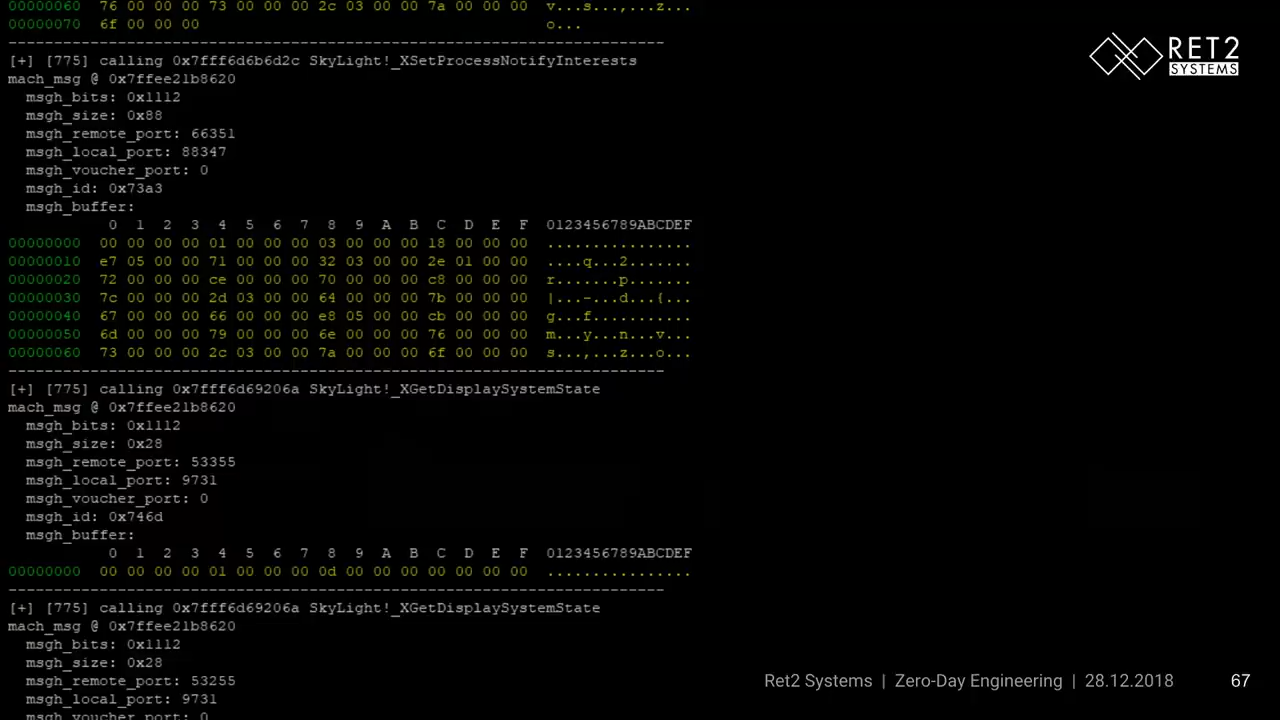 00000060  76 00 00 00 73 00 00 00 2c 03 00 00 7a 00 00 00  v...s...,...z...
00000070  6f 00 00 00  o...
------------------------------------------------------------------------
[+] [775] calling 0x7fff6d6b6d2c SkyLight!_XSetProcessNotifyInterests
mach_msg @ 0x7ffee21b8620
msgh_bits: 0x1112
msgh_size: 0x88
msgh_remote_port: 66351
msgh_local_port: 88347
msgh_voucher_port: 0
msgh_id: 0x73a3
msgh_buffer:
0 1 2 3 4 5 6 7 8 9 A B C D E F  0123456789ABCDEF
00000000  00 00 00 00 01 00 00 00 03 00 00 00 18 00 00 00  ................
00000010  e7 05 00 00 71 00 00 00 32 03 00 00 2e 01 00 00  ....q...2.......
00000020  72 00 00 00 ce 00 00 00 70 00 00 00 c8 00 00 00  r.......p.......
00000030  7c 00 00 00 2d 03 00 00 64 00 00 00 7b 00 00 00  |...-...d...{...
00000040  67 00 00 00 66 00 00 00 e8 05 00 00 cb 00 00 00  g...f...........
00000050  6d 00 00 00 79 00 00 00 6e 00 00 00 76 00 00 00  m...y...n...v...
00000060  73 00 00 00 2c 03 00 00 7a 00 00 00 6f 00 00 00  s...,...z...o...
------------------------------------------------------------------------
[+] [775] calling 0x7fff6d69206a SkyLight!_XGetDisplaySystemState
mach_msg @ 0x7ffee21b8620
msgh_bits: 0x1112
msgh_size: 0x28
msgh_remote_port: 53355
msgh_local_port: 9731
msgh_voucher_port: 0
msgh_id: 0x746d
msgh_buffer:
0 1 2 3 4 5 6 7 8 9 A B C D E F  0123456789ABCDEF
00000000  00 00 00 00 01 00 00 00 0d 00 00 00 00 00 00 00  ................
------------------------------------------------------------------------
[+] [775] calling 0x7fff6d69206a SkyLight!_XGetDisplaySystemState
mach_msg @ 0x7ffee21b8620
msgh_bits: 0x1112
msgh_size: 0x28
msgh_remote_port: 53255
msgh_local_port: 9731
msgh_voucher_port: 0
RET2
SYSTEMS
Ret2 Systems | Zero-Day Engineering | 28.12.2018
67